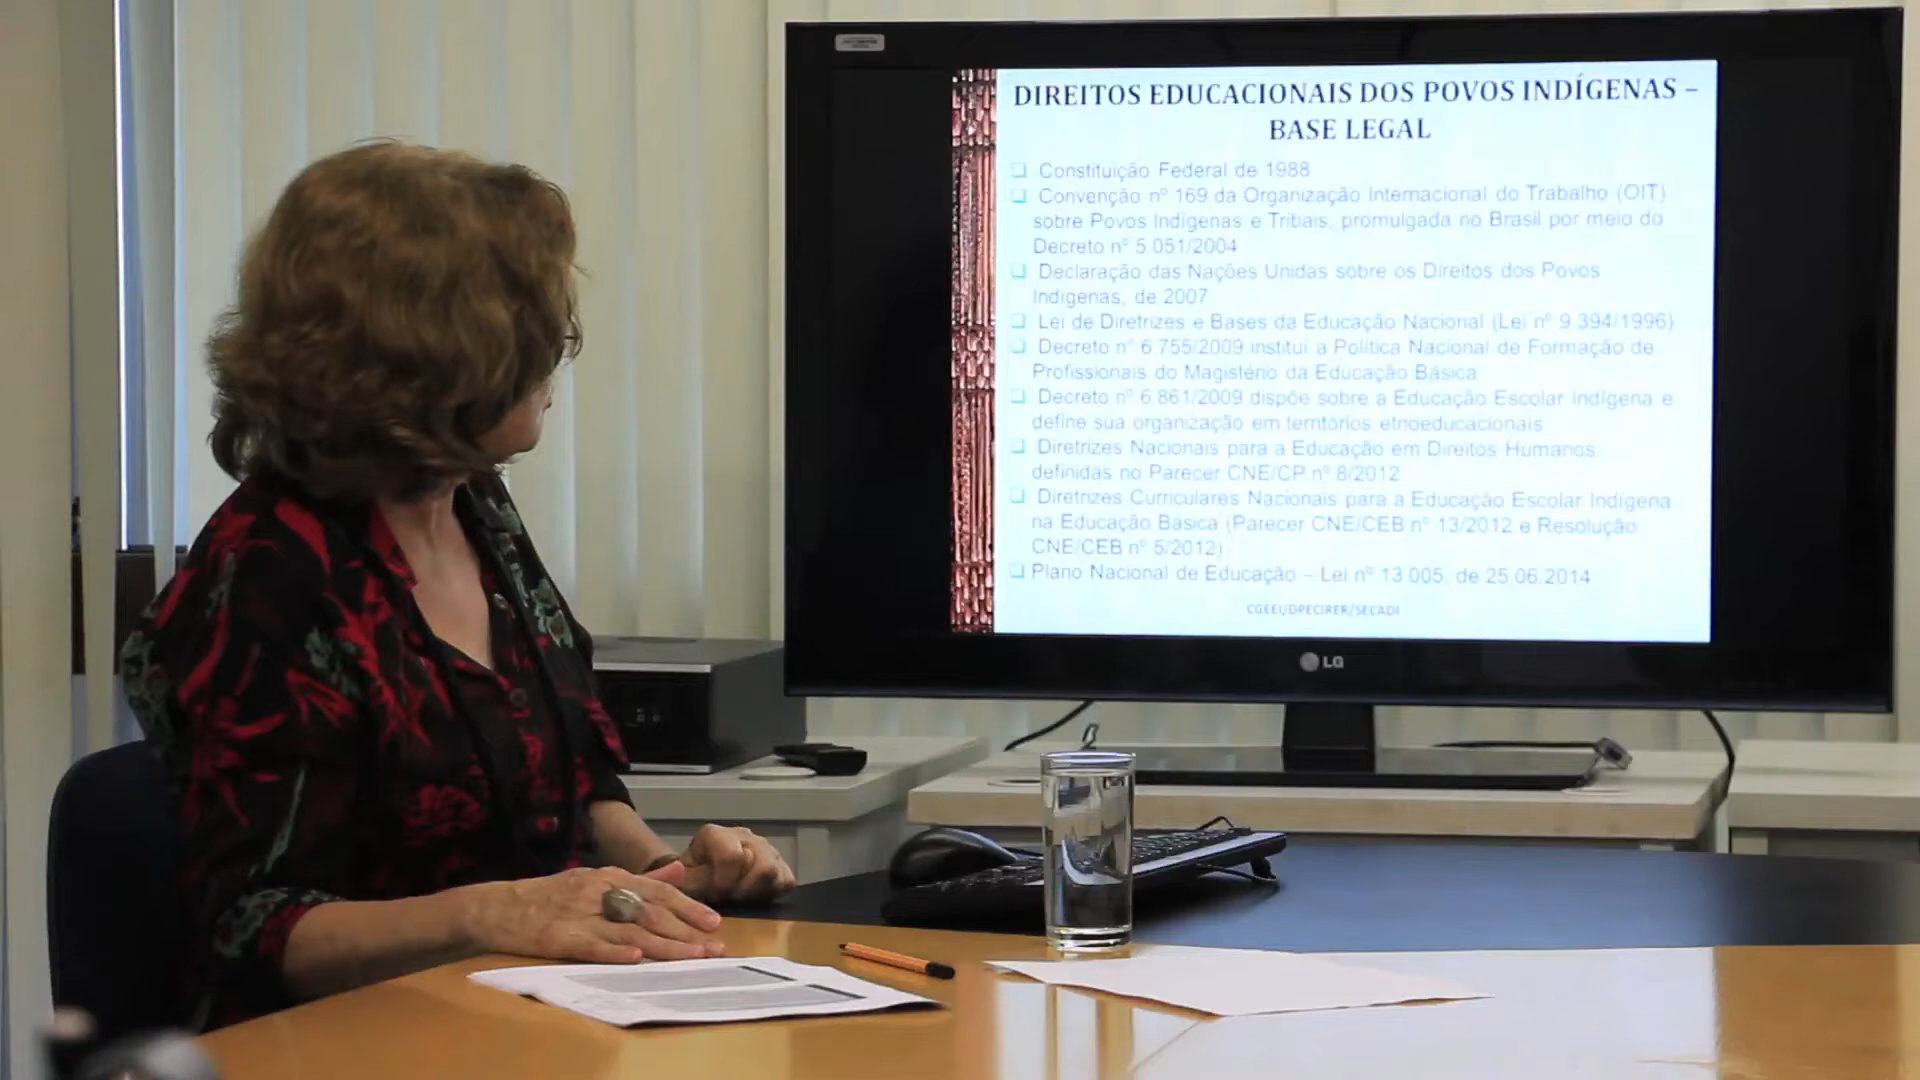 DIREITOS EDUCACIONAIS DOS POVOS INDÍGENAS –
BASE LEGAL
Constituição Federal de 1988
Convenção nº 169 da Organização Internacional do Trabalho (OIT)
sobre Povos Indígenas e Tribais, promulgada no Brasil por meio do
Decreto nº 5.051/2004
Declaração das Nações Unidas sobre os Direitos dos Povos
Indígenas, de 2007
Lei de Diretrizes e Bases da Educação Nacional (Lei nº 9.394/1996)
Decreto nº 6.755/2009 institui a Política Nacional de Formação de
Profissionais do Magistério da Educação Básica
Decreto nº 6.861/2009 dispõe sobre a Educação Escolar Indígena e
define sua organização em territórios etnoeducacionais
Diretrizes Nacionais para a Educação em Direitos Humanos
definidas no Parecer CNE/CP nº 8/2012
Diretrizes Curriculares Nacionais para a Educação Escolar Indígena
na Educação Básica (Parecer CNE/CEB nº 13/2012 e Resolução
CNE/CEB nº 5/2012)
Plano Nacional de Educação – Lei nº 13.005, de 25.06.2014
CGEEI/DPECIRER/SECADI
LG